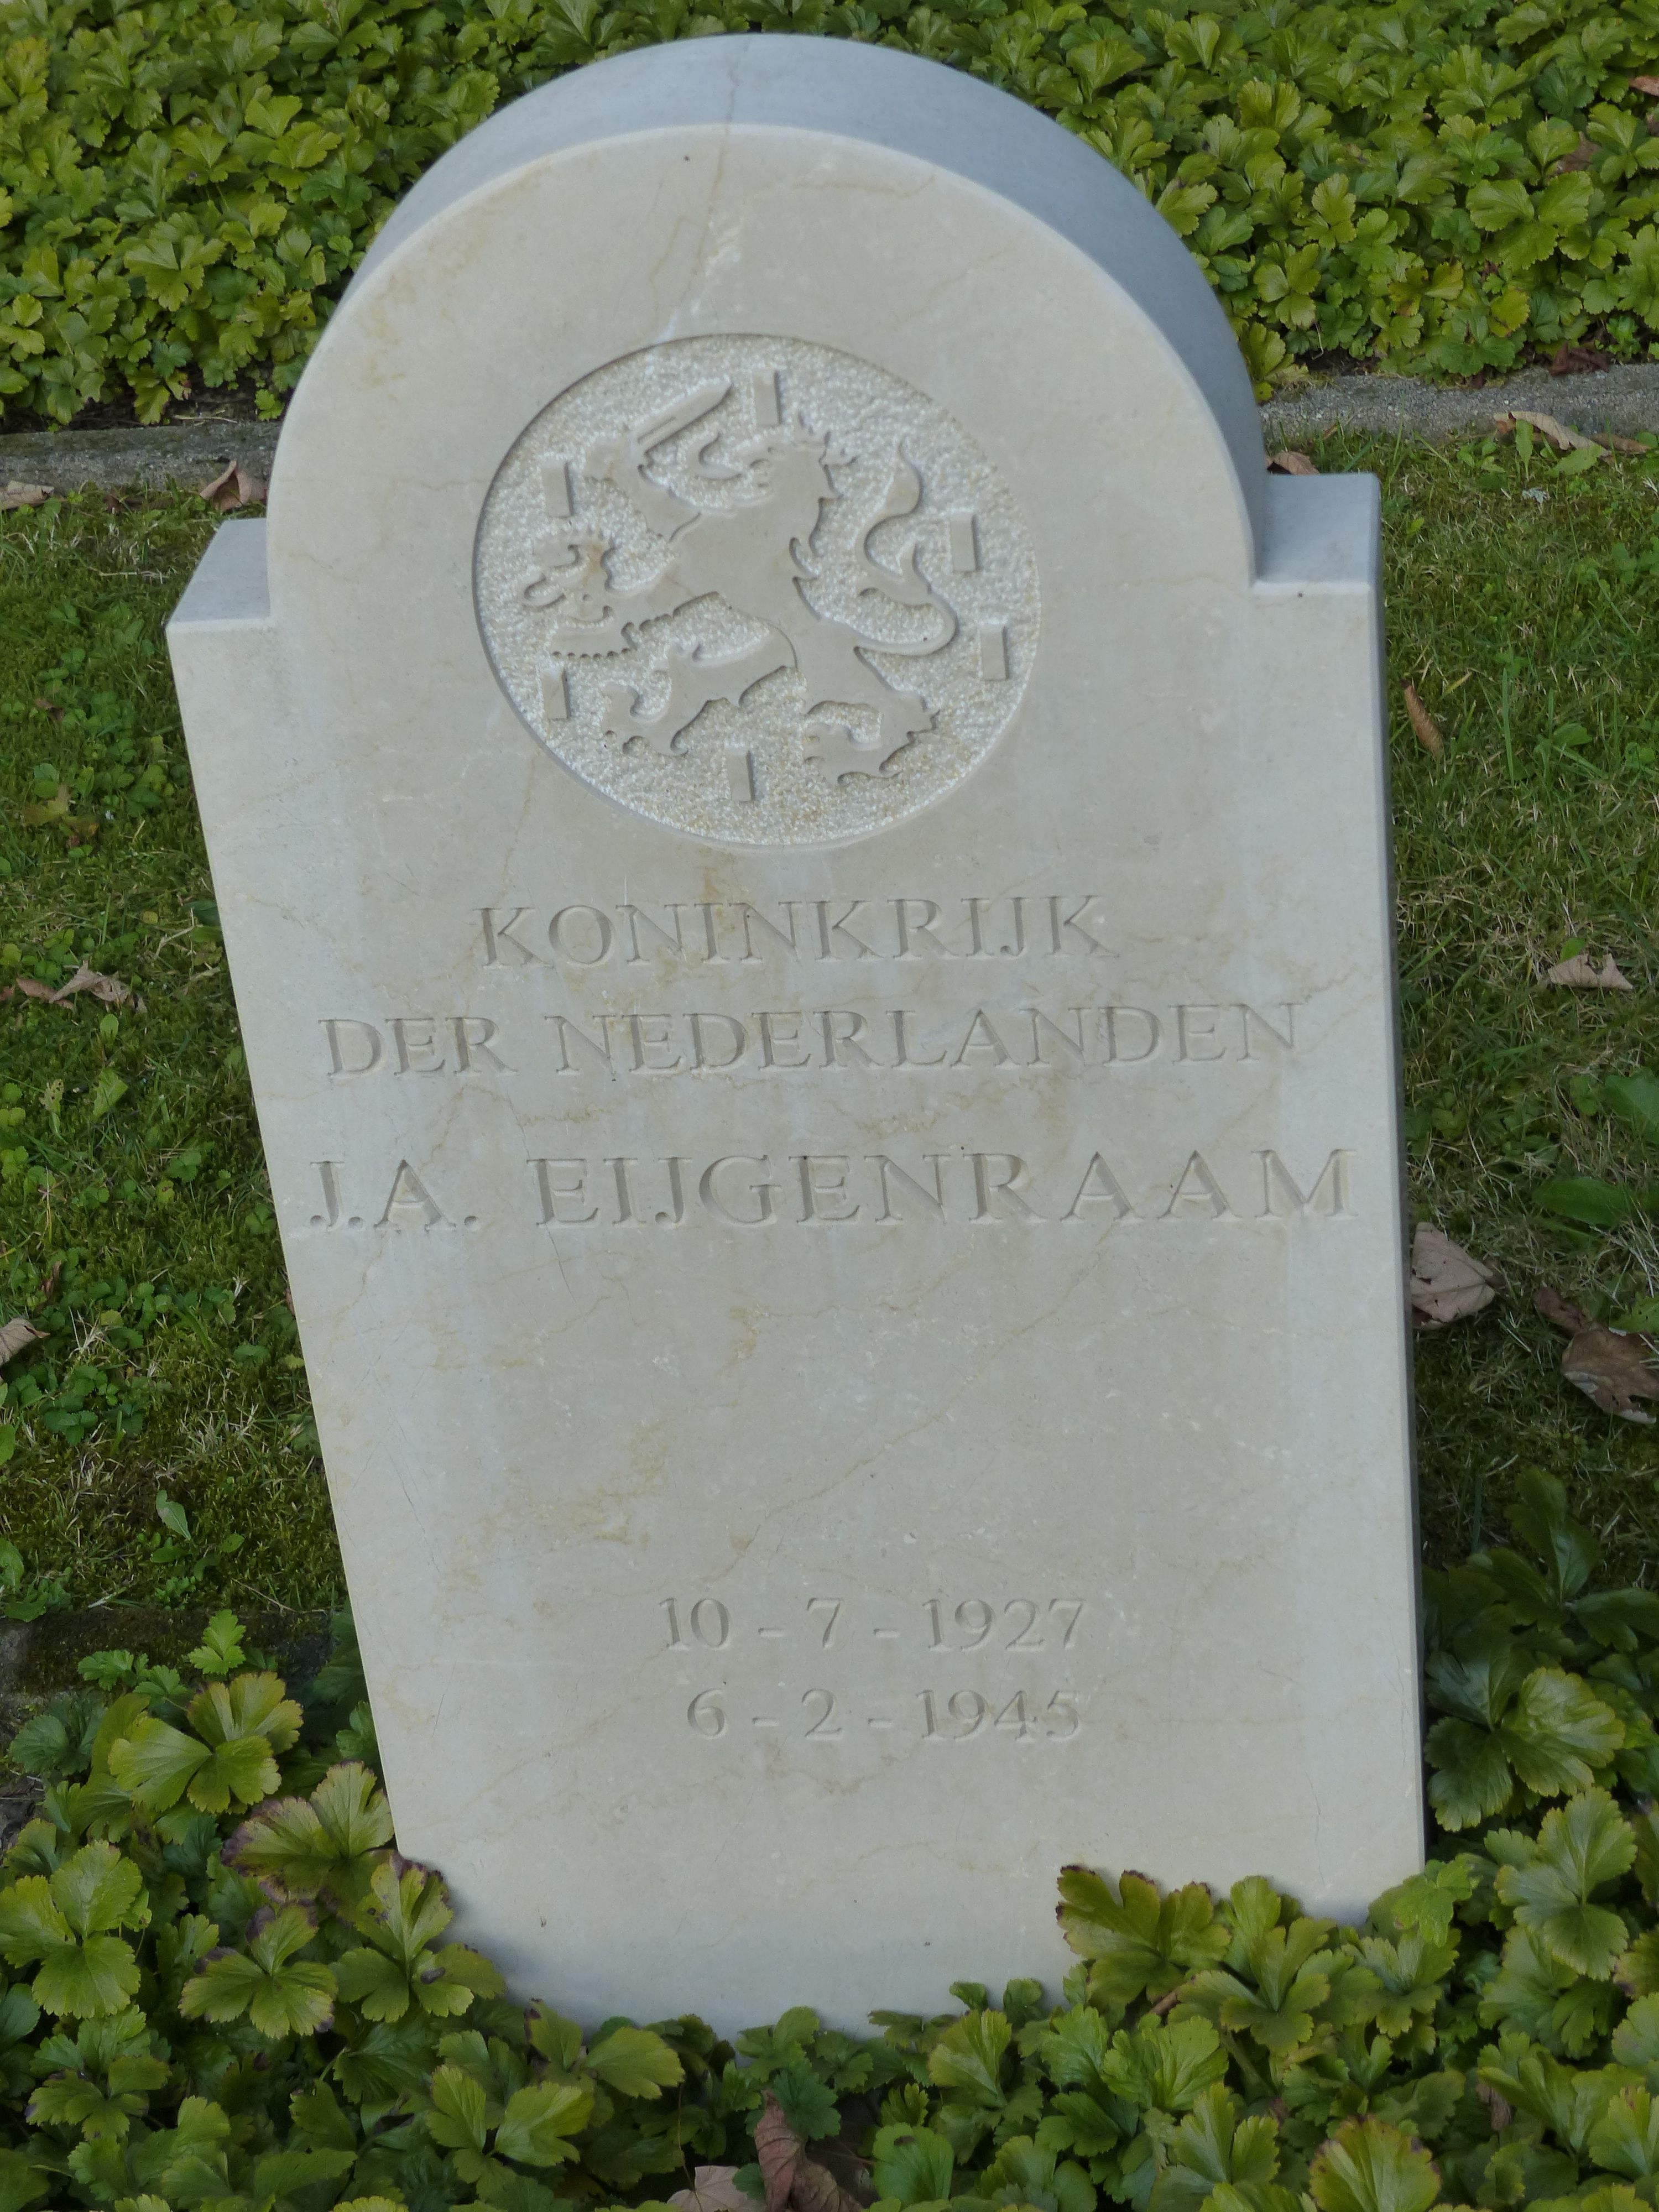 KONINKRIJK
DER NEDERLANDEN
J.A. EIJGENRAAM
10 - 7 - 1927
6 - 2 - 1945